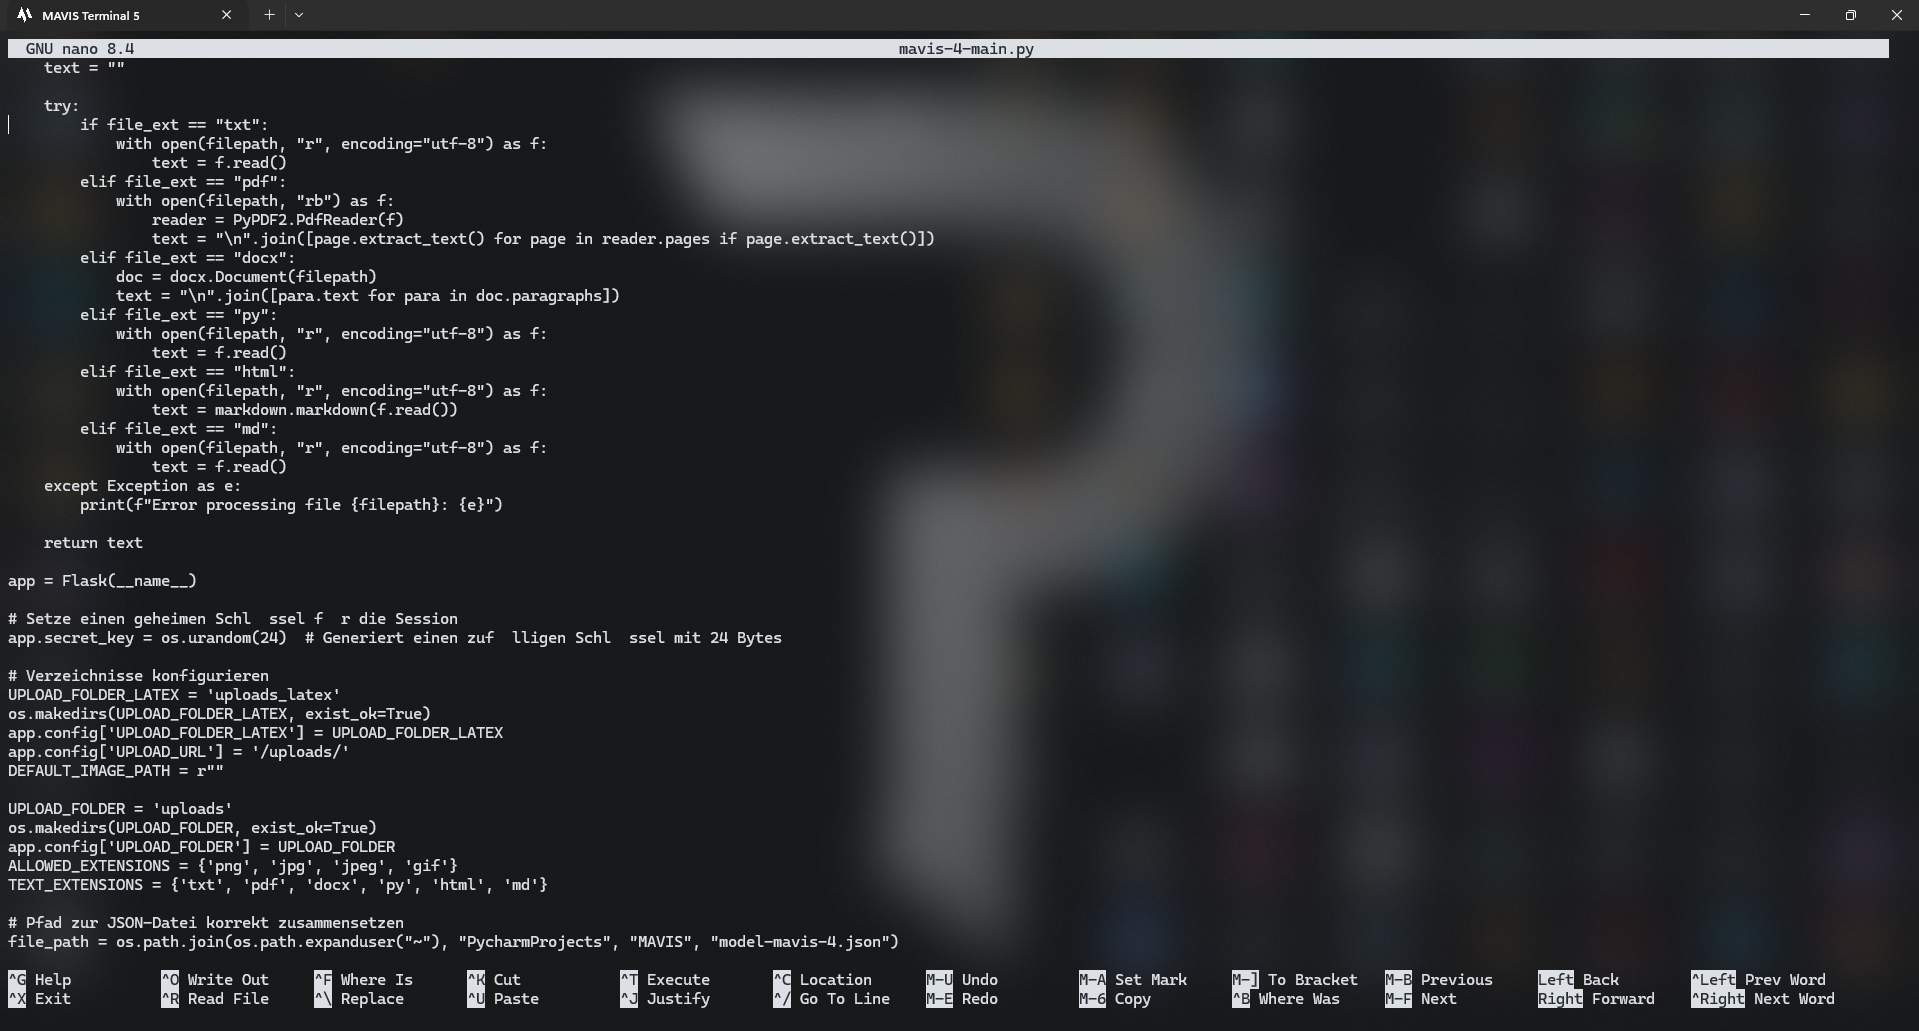 MAVIS Terminal 5
GNU nano 8.4 mavis-4-main.py
    text = ""

    try:
        if file_ext == "txt":
            with open(filepath, "r", encoding="utf-8") as f:
                text = f.read()
        elif file_ext == "pdf":
            with open(filepath, "rb") as f:
                reader = PyPDF2.PdfReader(f)
                text = "\n".join([page.extract_text() for page in reader.pages if page.extract_text()])
        elif file_ext == "docx":
            doc = docx.Document(filepath)
            text = "\n".join([para.text for para in doc.paragraphs])
        elif file_ext == "py":
            with open(filepath, "r", encoding="utf-8") as f:
                text = f.read()
        elif file_ext == "html":
            with open(filepath, "r", encoding="utf-8") as f:
                text = markdown.markdown(f.read())
        elif file_ext == "md":
            with open(filepath, "r", encoding="utf-8") as f:
                text = f.read()
    except Exception as e:
        print(f"Error processing file {filepath}: {e}")

    return text

app = Flask(__name__)

# Setze einen geheimen Schl  ssel f  r die Session
app.secret_key = os.urandom(24)  # Generiert einen zuf  lligen Schl  ssel mit 24 Bytes

# Verzeichnisse konfigurieren
UPLOAD_FOLDER_LATEX = 'uploads_latex'
os.makedirs(UPLOAD_FOLDER_LATEX, exist_ok=True)
app.config['UPLOAD_FOLDER_LATEX'] = UPLOAD_FOLDER_LATEX
app.config['UPLOAD_URL'] = '/uploads/'
DEFAULT_IMAGE_PATH = r""

UPLOAD_FOLDER = 'uploads'
os.makedirs(UPLOAD_FOLDER, exist_ok=True)
app.config['UPLOAD_FOLDER'] = UPLOAD_FOLDER
ALLOWED_EXTENSIONS = {'png', 'jpg', 'jpeg', 'gif'}
TEXT_EXTENSIONS = {'txt', 'pdf', 'docx', 'py', 'html', 'md'}

# Pfad zur JSON-Datei korrekt zusammensetzen
file_path = os.path.join(os.path.expanduser("~"), "PycharmProjects", "MAVIS", "model-mavis-4.json")

^G Help ^O Write Out ^F Where Is ^K Cut ^T Execute ^C Location M-U Undo M-A Set Mark M-] To Bracket M-B Previous Left Back ^Left Prev Word
^X Exit ^R Read File ^\ Replace ^U Paste ^J Justify ^/ Go To Line M-E Redo M-6 Copy ^B Where Was M-F Next Right Forward ^Right Next Word